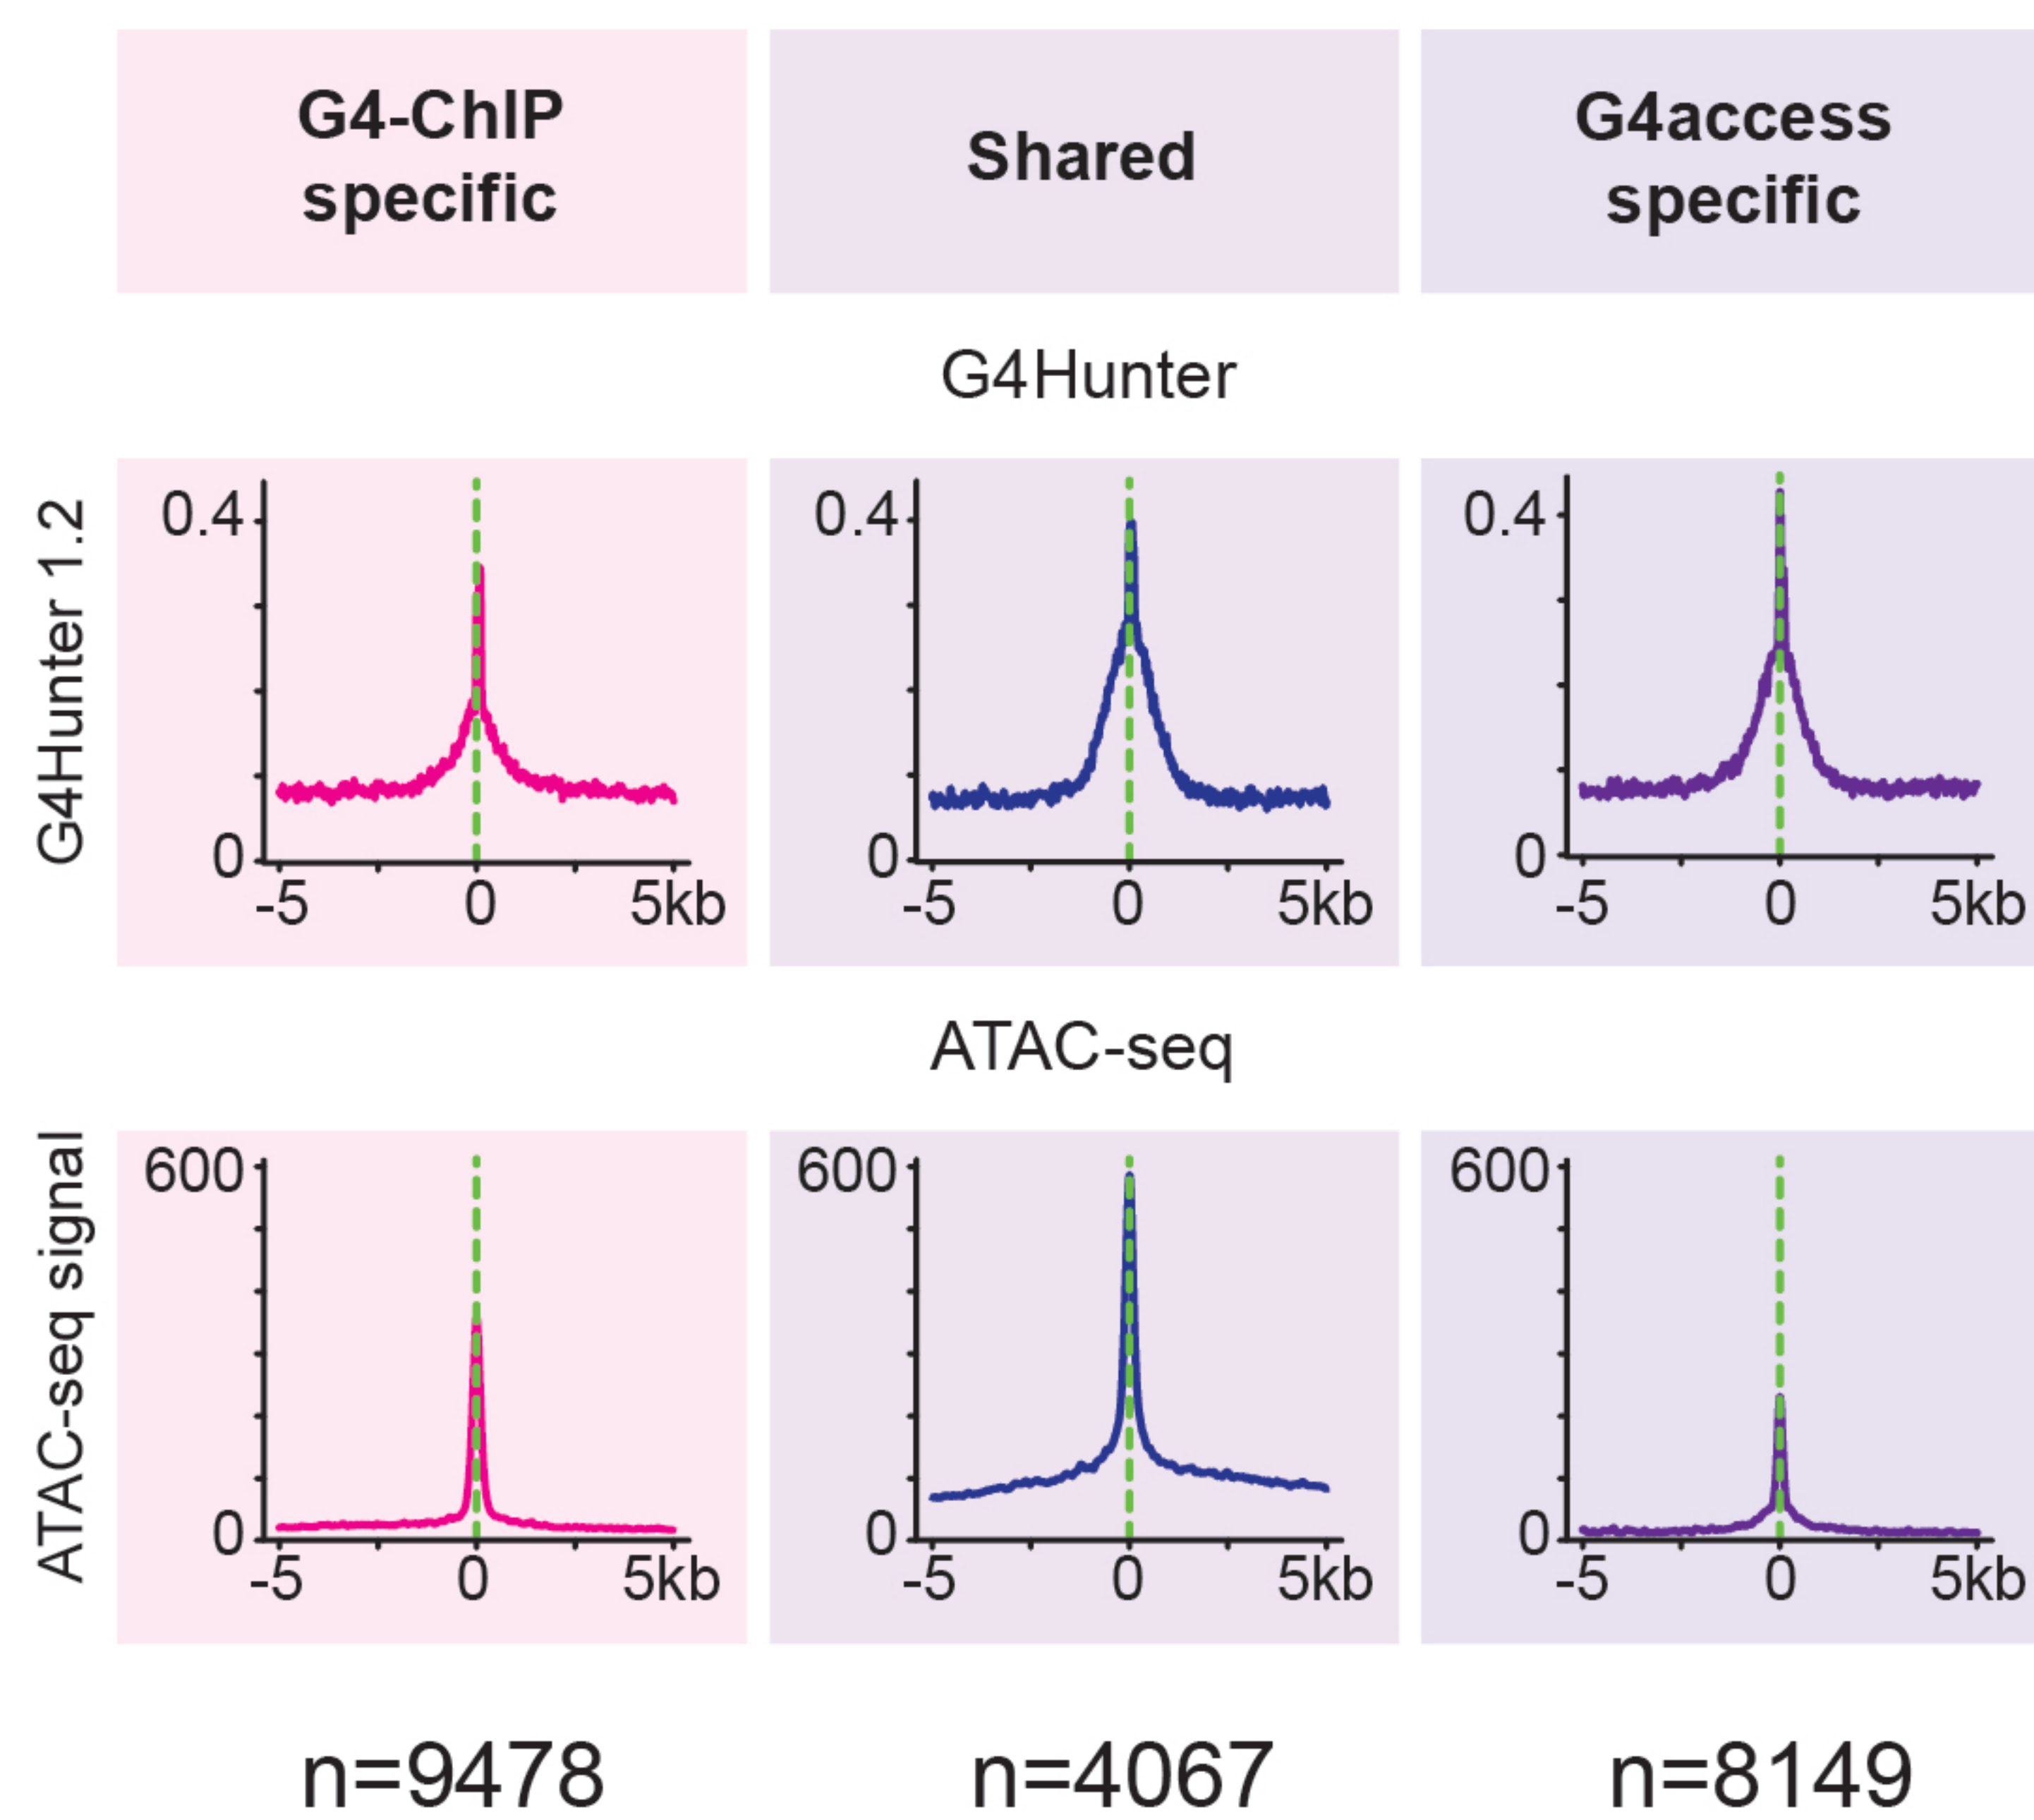 G4-ChIP
specific
Shared
G4access
specific
G4Hunter
G4Hunter 1.2
0.4
0
-5 0 5kb
0.4
0
-5 0 5kb
0.4
0
-5 0 5kb
ATAC-seq
ATAC-seq signal
600
0
-5 0 5kb
600
0
-5 0 5kb
600
0
-5 0 5kb
n=9478
n=4067
n=8149